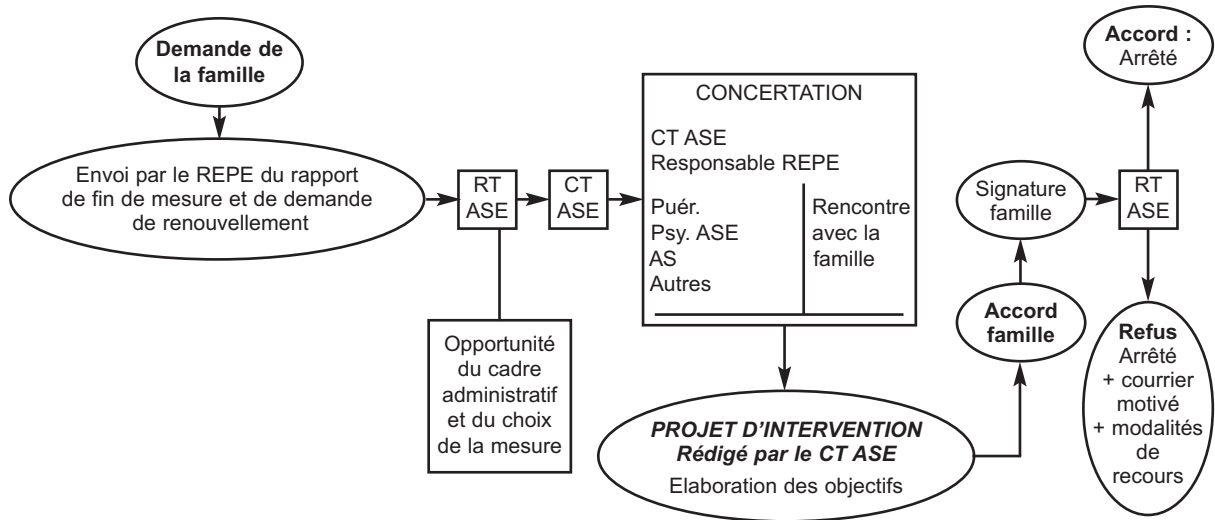 Demande de
la famille
Envoi par le REPE du rapport
de fin de mesure et de demande
de renouvellement
RT
ASE
CT
ASE
Opportunité
du cadre
administratif
et du choix
de la mesure
CONCERTATION
CT ASE
Responsable REPE
Puér.
Psy. ASE
AS
Autres
Rencontre
avec la
famille
PROJET D'INTERVENTION
Rédigé par le CT ASE
Elaboration des objectifs
Accord
famille
Signature
famille
RT
ASE
Accord :
Arrêté
Refus
Arrêté
+ courrier
motivé
+ modalités
de
recours